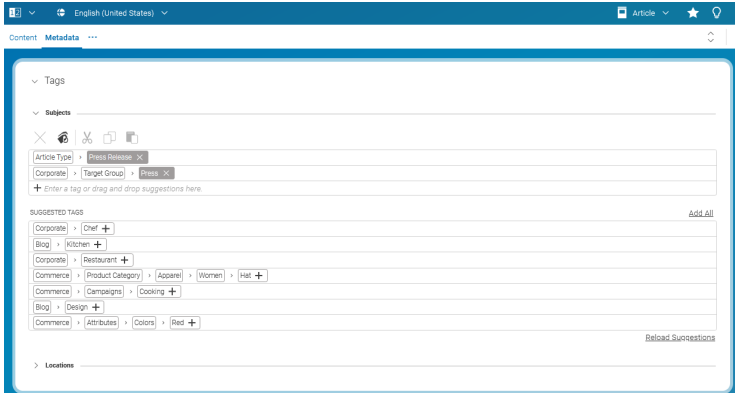 English (United States) Article
Content Metadata ...
Tags
Subjects
Article Type > Press Release ×
Corporate > Target Group > Press ×
+ Enter a tag or drag and drop suggestions here.
SUGGESTED TAGS Add All
Corporate > Chef +
Blog > Kitchen +
Corporate > Restaurant +
Commerce > Product Category > Apparel > Women > Hat +
Commerce > Campaigns > Cooking +
Blog > Design +
Commerce > Attributes > Colors > Red +
Reload Suggestions
Locations